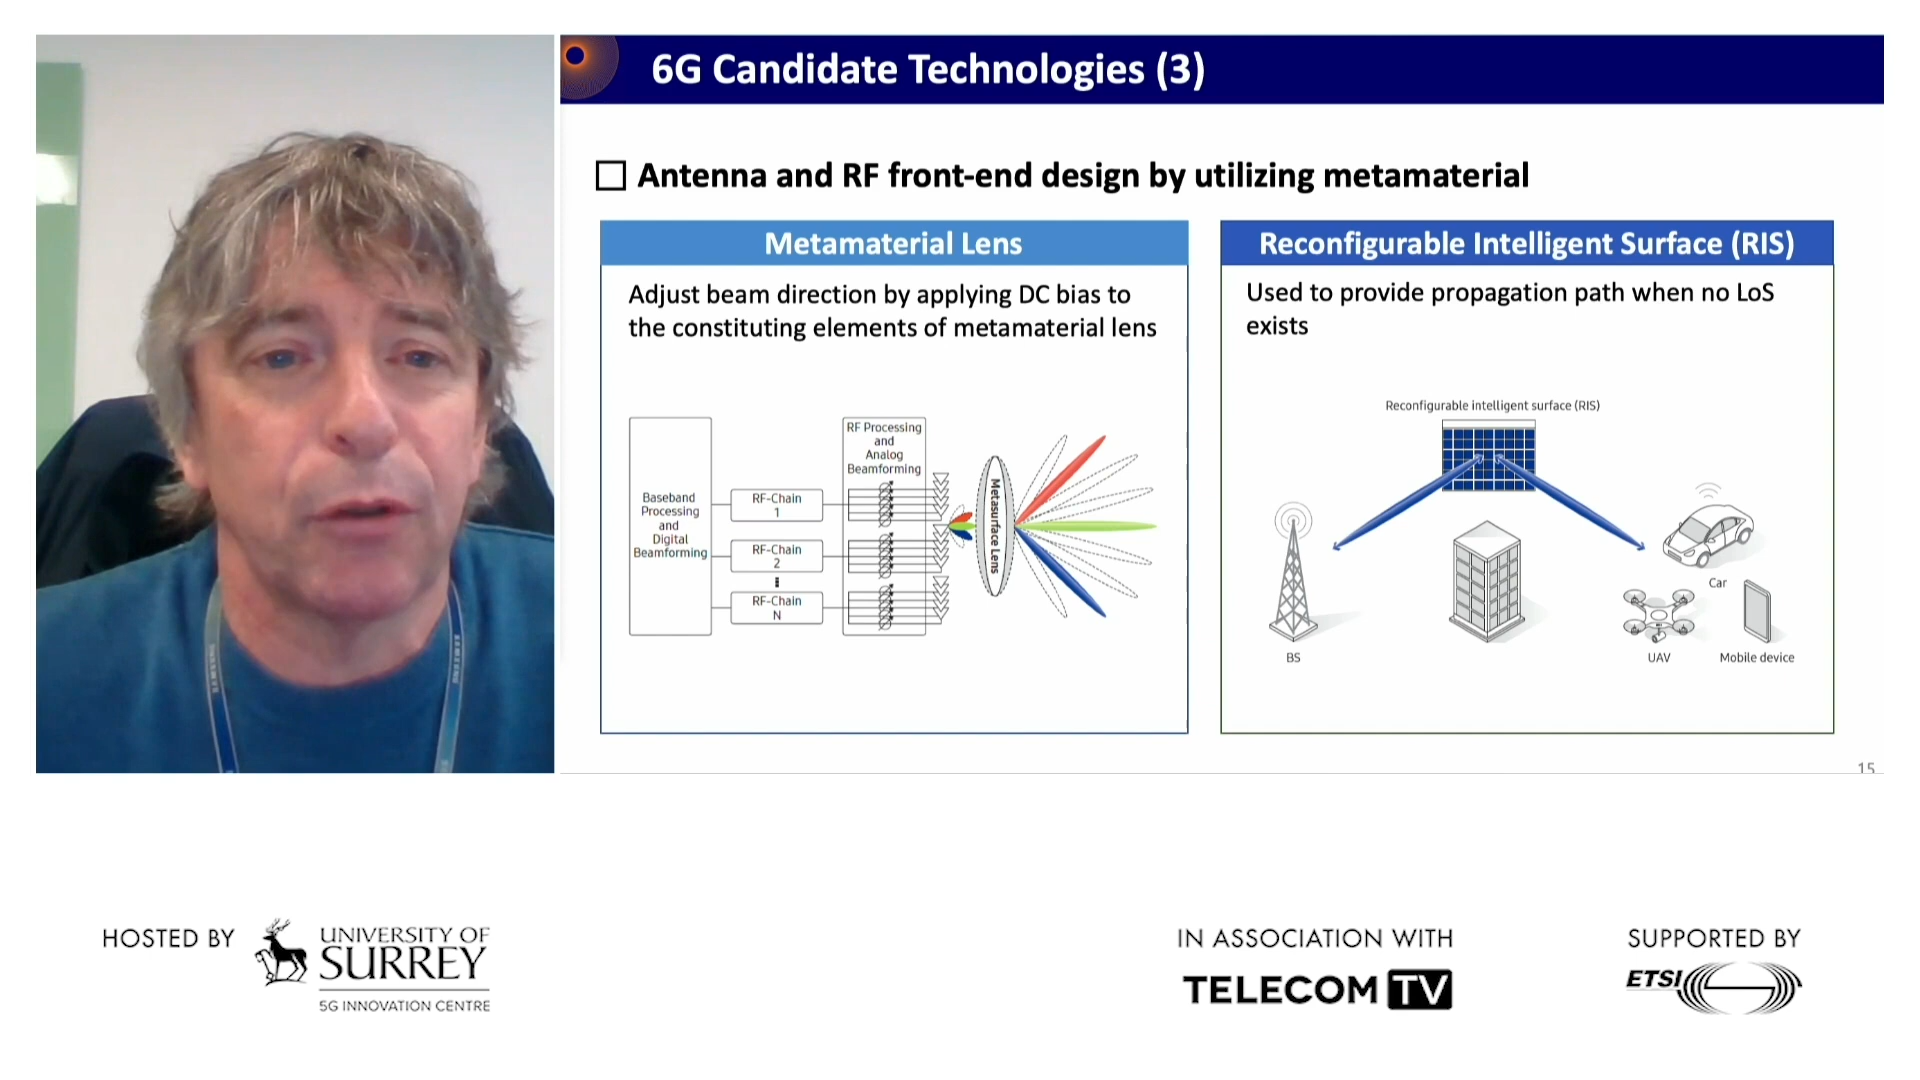 6G Candidate Technologies (3)
Antenna and RF front-end design by utilizing metamaterial
Metamaterial Lens
Adjust beam direction by applying DC bias to
the constituting elements of metamaterial lens
Baseband
Processing
and
Digital
Beamforming
RF-Chain
1
RF-Chain
2
RF-Chain
N
RF Processing
and
Analog
Beamforming
Metasurface Lens
Reconfigurable Intelligent Surface (RIS)
Used to provide propagation path when no LoS
exists
Reconfigurable intelligent surface (RIS)
BS
Car
UAV
Mobile device
15
SAMSUNG
SAMSUNG
HOSTED BY
UNIVERSITY OF
SURREY
5G INNOVATION CENTRE
IN ASSOCIATION WITH
TELECOM TV
SUPPORTED BY
ETSI